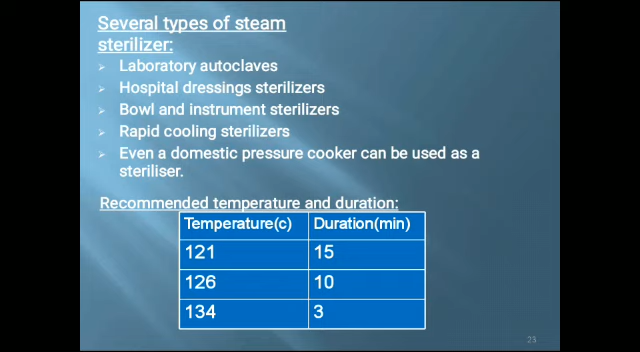 Several types of steam
sterilizer:
➢ Laboratory autoclaves
➢ Hospital dressings sterilizers
➢ Bowl and instrument sterilizers
➢ Rapid cooling sterilizers
➢ Even a domestic pressure cooker can be used as a
steriliser.
Recommended temperature and duration:
Temperature(c) Duration(min)
121 15
126 10
134 3
23